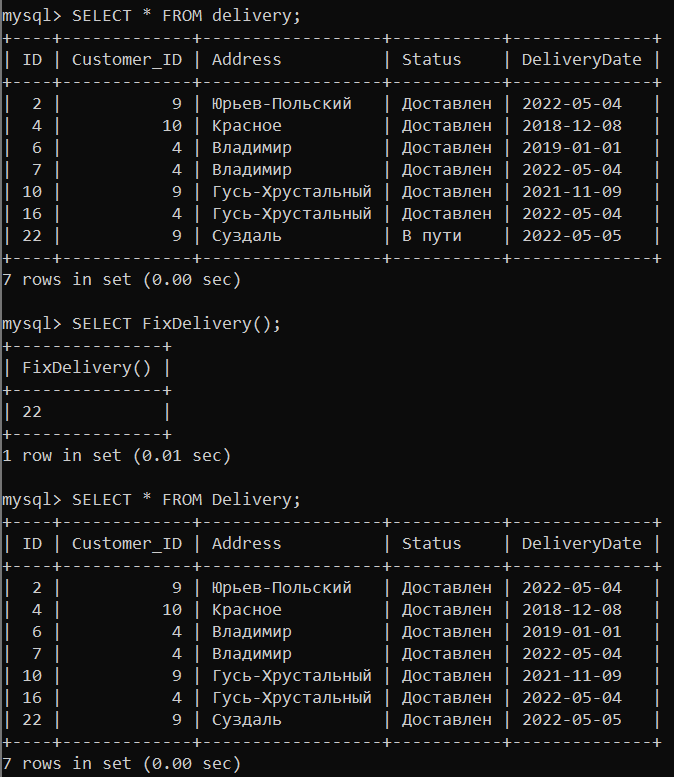 mysql> SELECT * FROM delivery;
+----+-------------+------------------+-----------+--------------+
| ID | Customer_ID | Address          | Status    | DeliveryDate |
+----+-------------+------------------+-----------+--------------+
|  2 |           9 | Юрьев-Польский   | Доставлен | 2022-05-04   |
|  4 |          10 | Красное          | Доставлен | 2018-12-08   |
|  6 |           4 | Владимир         | Доставлен | 2019-01-01   |
|  7 |           4 | Владимир         | Доставлен | 2022-05-04   |
| 10 |           9 | Гусь-Хрустальный | Доставлен | 2021-11-09   |
| 16 |           4 | Гусь-Хрустальный | Доставлен | 2022-05-04   |
| 22 |           9 | Суздаль          | В пути    | 2022-05-05   |
+----+-------------+------------------+-----------+--------------+
7 rows in set (0.00 sec)

mysql> SELECT FixDelivery();
+---------------+
| FixDelivery() |
+---------------+
| 22            |
+---------------+
1 row in set (0.01 sec)

mysql> SELECT * FROM Delivery;
+----+-------------+------------------+-----------+--------------+
| ID | Customer_ID | Address          | Status    | DeliveryDate |
+----+-------------+------------------+-----------+--------------+
|  2 |           9 | Юрьев-Польский   | Доставлен | 2022-05-04   |
|  4 |          10 | Красное          | Доставлен | 2018-12-08   |
|  6 |           4 | Владимир         | Доставлен | 2019-01-01   |
|  7 |           4 | Владимир         | Доставлен | 2022-05-04   |
| 10 |           9 | Гусь-Хрустальный | Доставлен | 2021-11-09   |
| 16 |           4 | Гусь-Хрустальный | Доставлен | 2022-05-04   |
| 22 |           9 | Суздаль          | Доставлен | 2022-05-05   |
+----+-------------+------------------+-----------+--------------+
7 rows in set (0.00 sec)